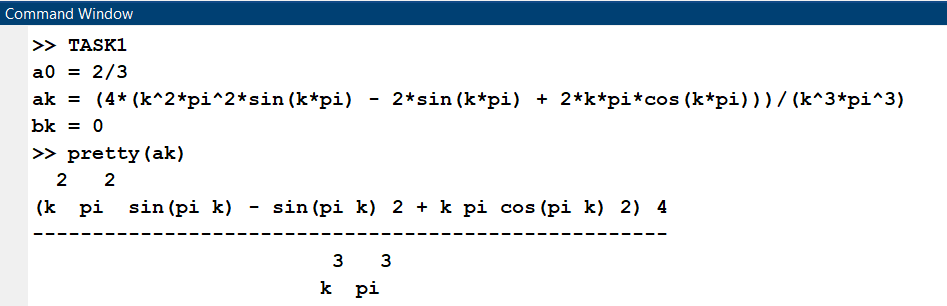 Command Window
>> TASK1
a0 = 2/3
ak = (4*(k^2*pi^2*sin(k*pi) - 2*sin(k*pi) + 2*k*pi*cos(k*pi)))/(k^3*pi^3)
bk = 0
>> pretty(ak)
  2   2
(k  pi  sin(pi k) - sin(pi k) 2 + k pi cos(pi k) 2) 4
-----------------------------------------------------
                         3   3
                        k  pi